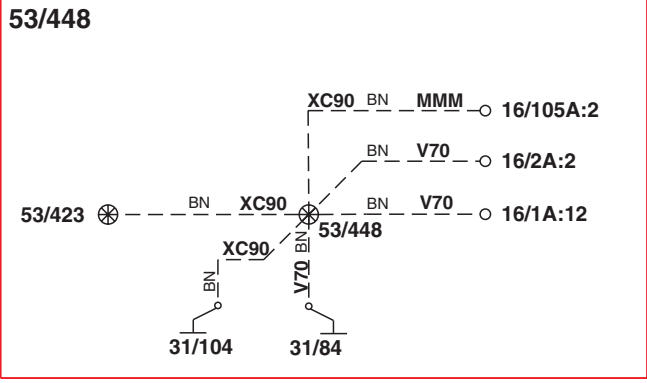 53/448
XC90 BN MMM 16/105A:2
BN V70 16/2A:2
53/423 BN XC90 BN V70 16/1A:12
53/448
XC90 BN
BN V70
31/104 31/84